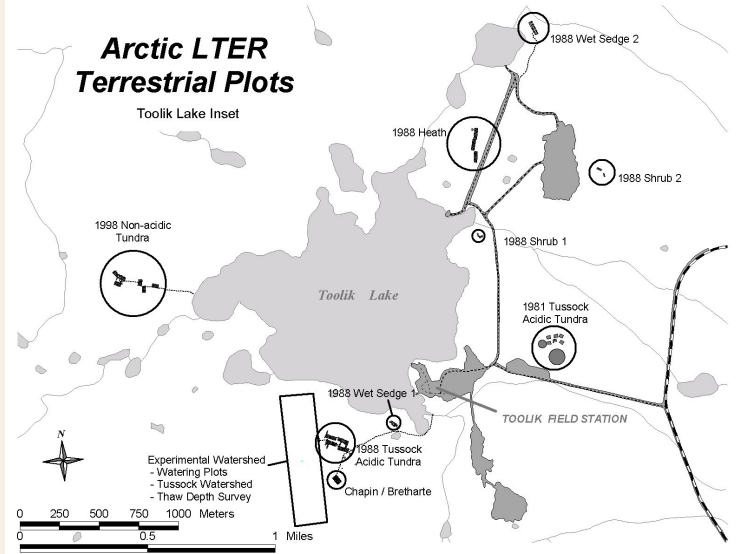 Arctic LTER
Terrestrial Plots
Toolik Lake Inset
1988 Wet Sedge 2
1988 Heath
1988 Shrub 2
1998 Non-acidic
Tundra
1988 Shrub 1
Toolik Lake
1981 Tussock
Acidic Tundra
1988 Wet Sedge 1
TOOLIK FIELD STATION
N
1988 Tussock
Acidic Tundra
Experimental Watershed
- Watering Plots
- Tussock Watershed
- Thaw Depth Survey
Chapin / Bretharte
0 250 500 750 1000 Meters
0 0.5 1 Miles